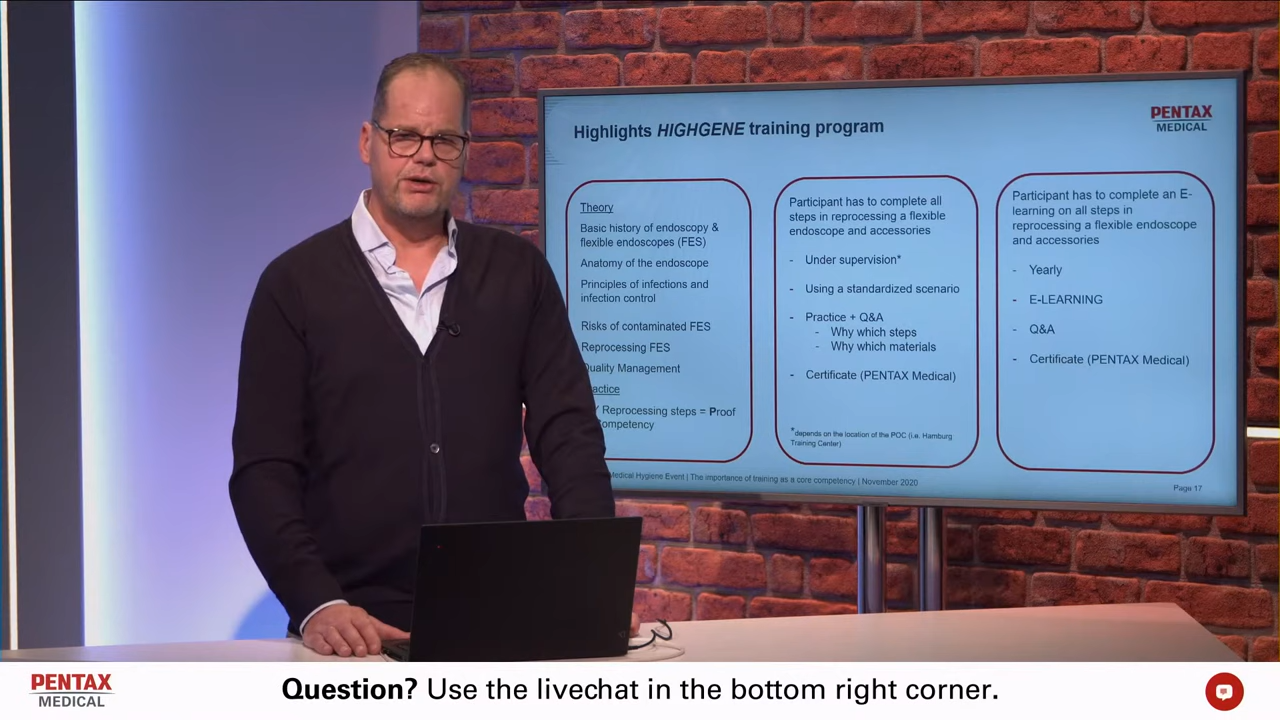 Highlights HIGHGENE training program
PENTAX
MEDICAL
Theory
Basic history of endoscopy &
flexible endoscopes (FES)
Anatomy of the endoscope
Principles of infections and
infection control
Risks of contaminated FES
Reprocessing FES
uality Management
actice
Reprocessing steps = Proof
ompetency
Participant has to complete all
steps in reprocessing a flexible
endoscope and accessories
- Under supervision*
- Using a standardized scenario
- Practice + Q&A
- Why which steps
- Why which materials
- Certificate (PENTAX Medical)
*depends on the location of the POC (i.e. Hamburg
Training Center)
Participant has to complete an E-
learning on all steps in
reprocessing a flexible endoscope
and accessories
- Yearly
- E-LEARNING
- Q&A
- Certificate (PENTAX Medical)
Medical Hygiene Event | The importance of training as a core competency | November 2020
Page 17
PENTAX
MEDICAL
Question? Use the livechat in the bottom right corner.